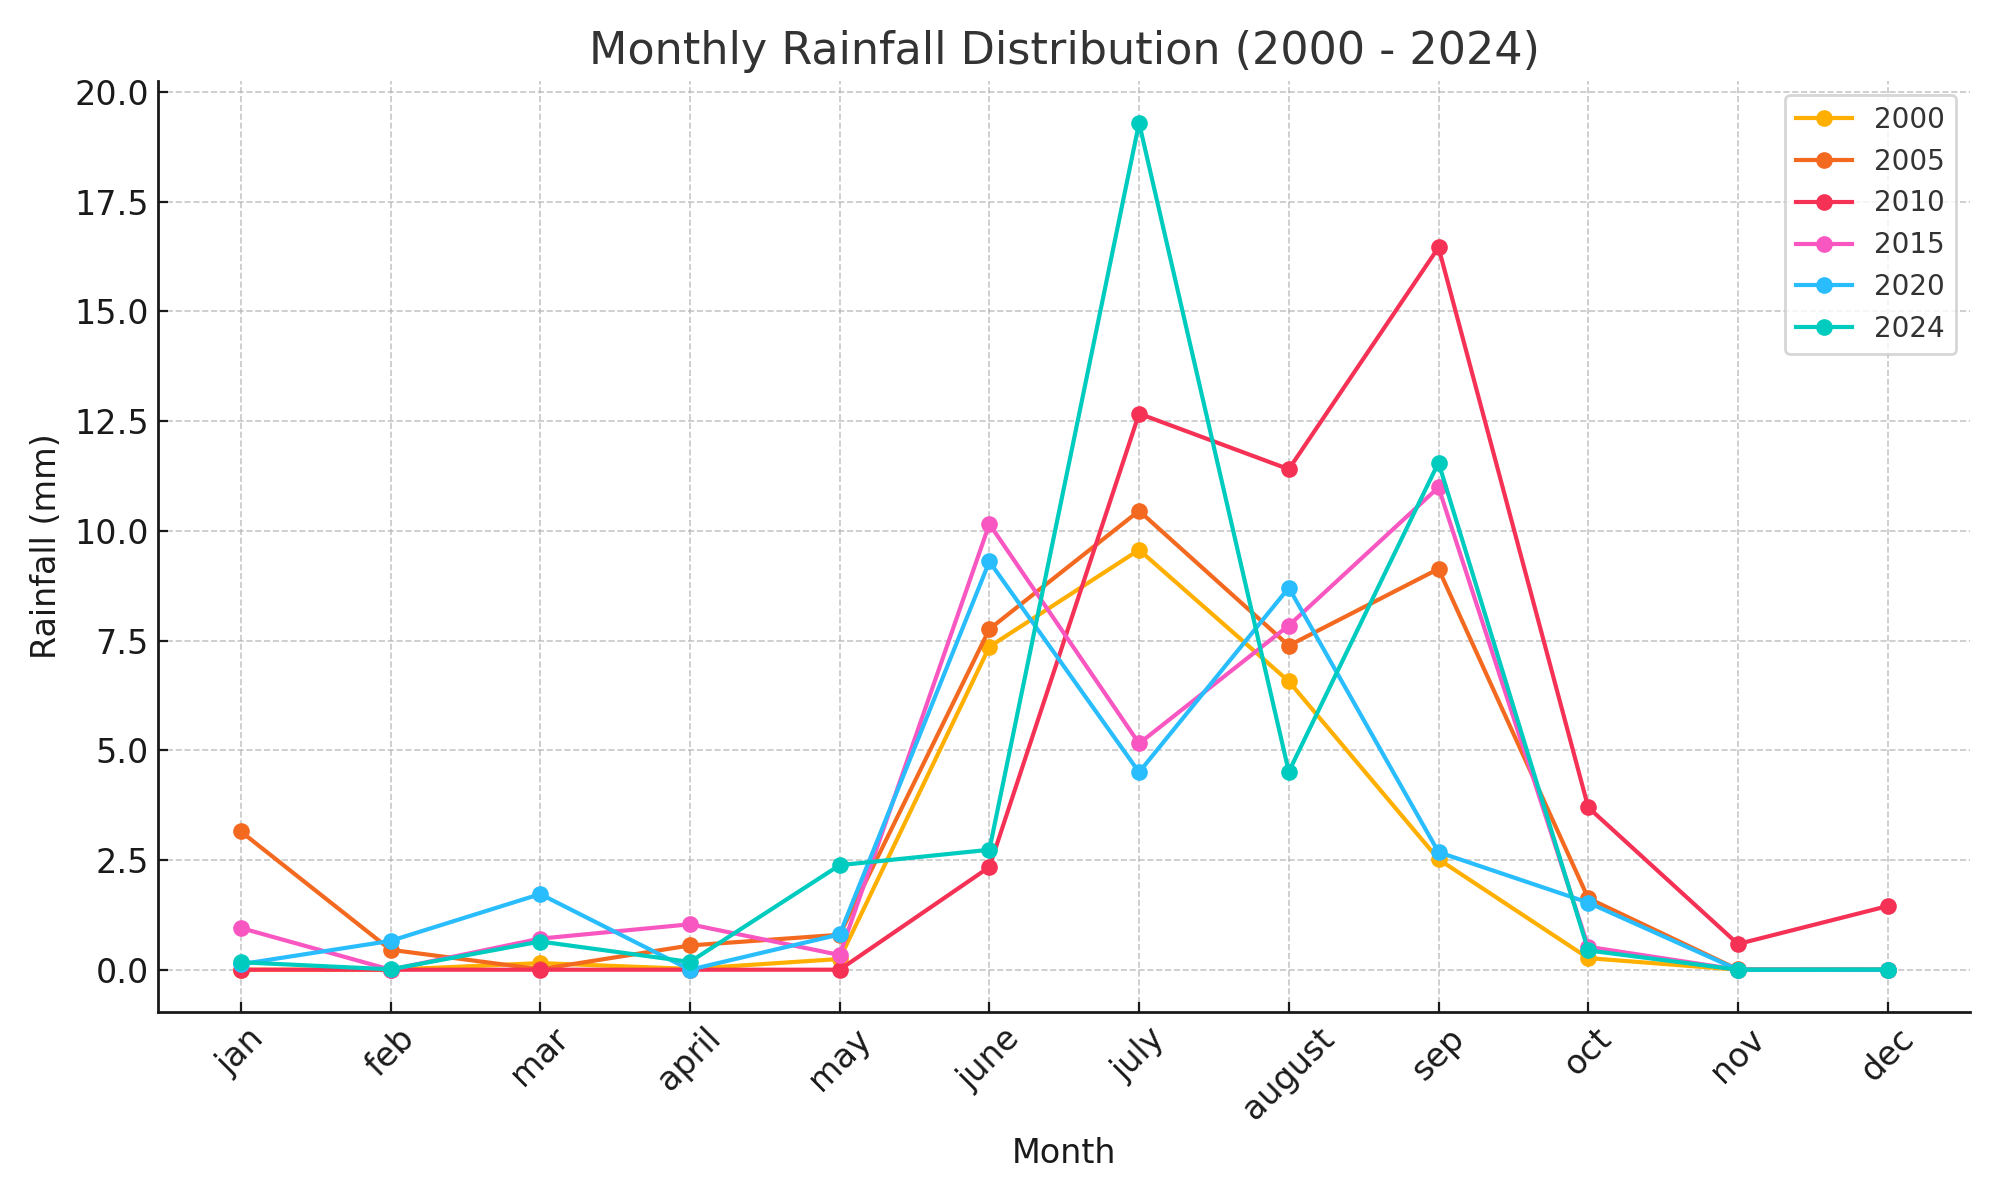 Monthly Rainfall Distribution (2000 - 2024)
20.0
17.5
15.0
12.5
10.0
7.5
5.0
2.5
0.0
Rainfall (mm)
2000
2005
2010
2015
2020
2024
jan
feb
mar
april
may
june
july
august
sep
oct
nov
dec
Month